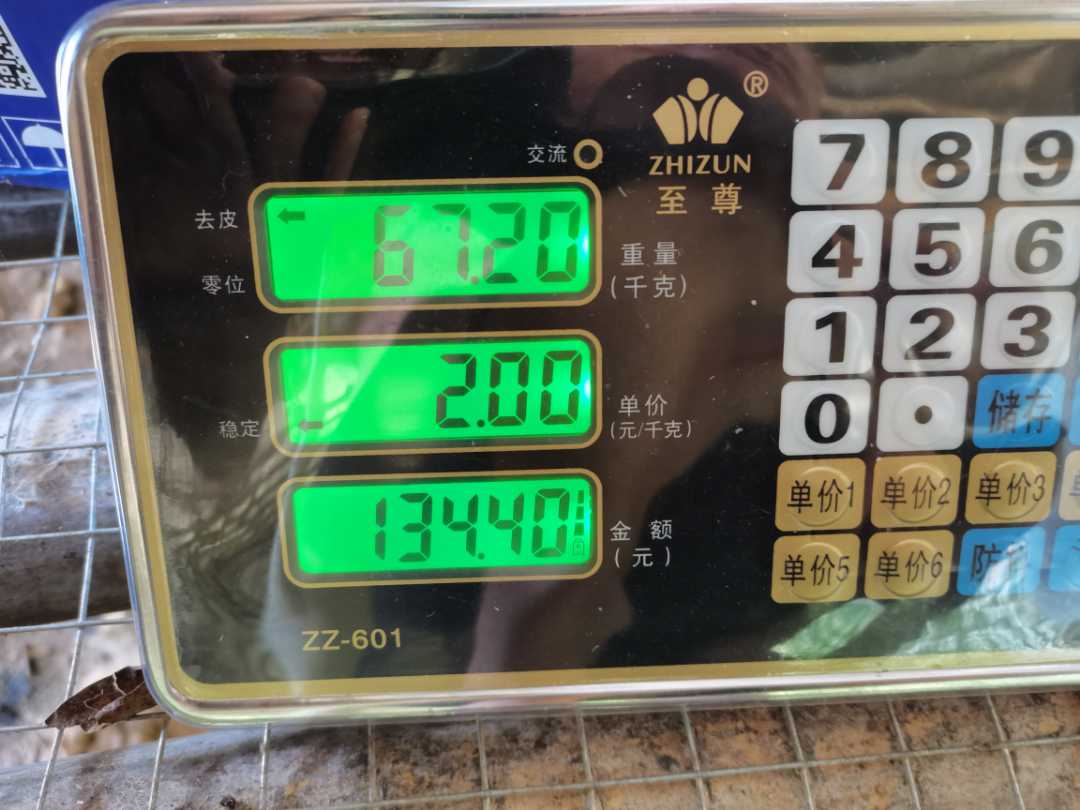 ®
交流
ZHIZUN
至尊
去皮
67.20
重量
(千克)
零位
2.00
单价
(元/千克)
稳定
134.40
金额
(元)
ZZ-601
7 8 9
4 5 6
1 2 3
0 . 储存
单价1 单价2 单价3
单价5 单价6